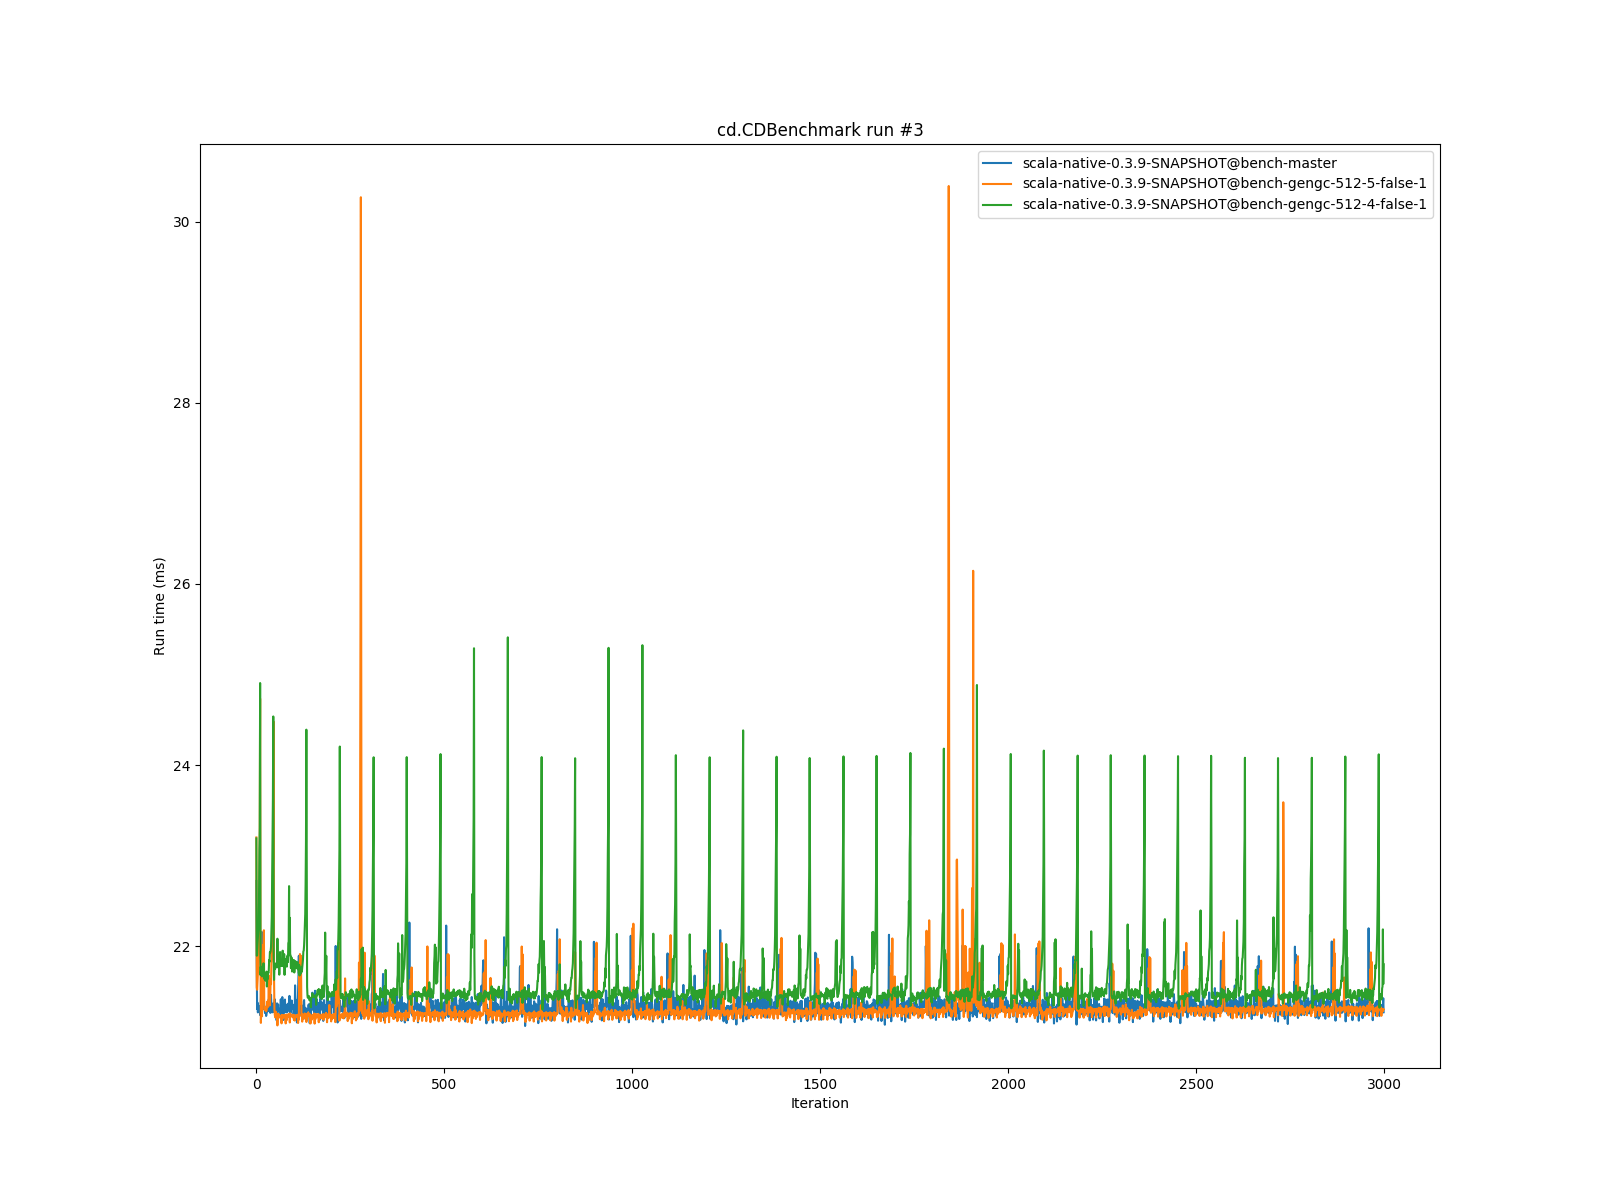 cd.CDBenchmark run #3
scala-native-0.3.9-SNAPSHOT@bench-master
scala-native-0.3.9-SNAPSHOT@bench-gengc-512-5-false-1
scala-native-0.3.9-SNAPSHOT@bench-gengc-512-4-false-1
30
28
26
24
22
Run time (ms)
0 500 1000 1500 2000 2500 3000
Iteration